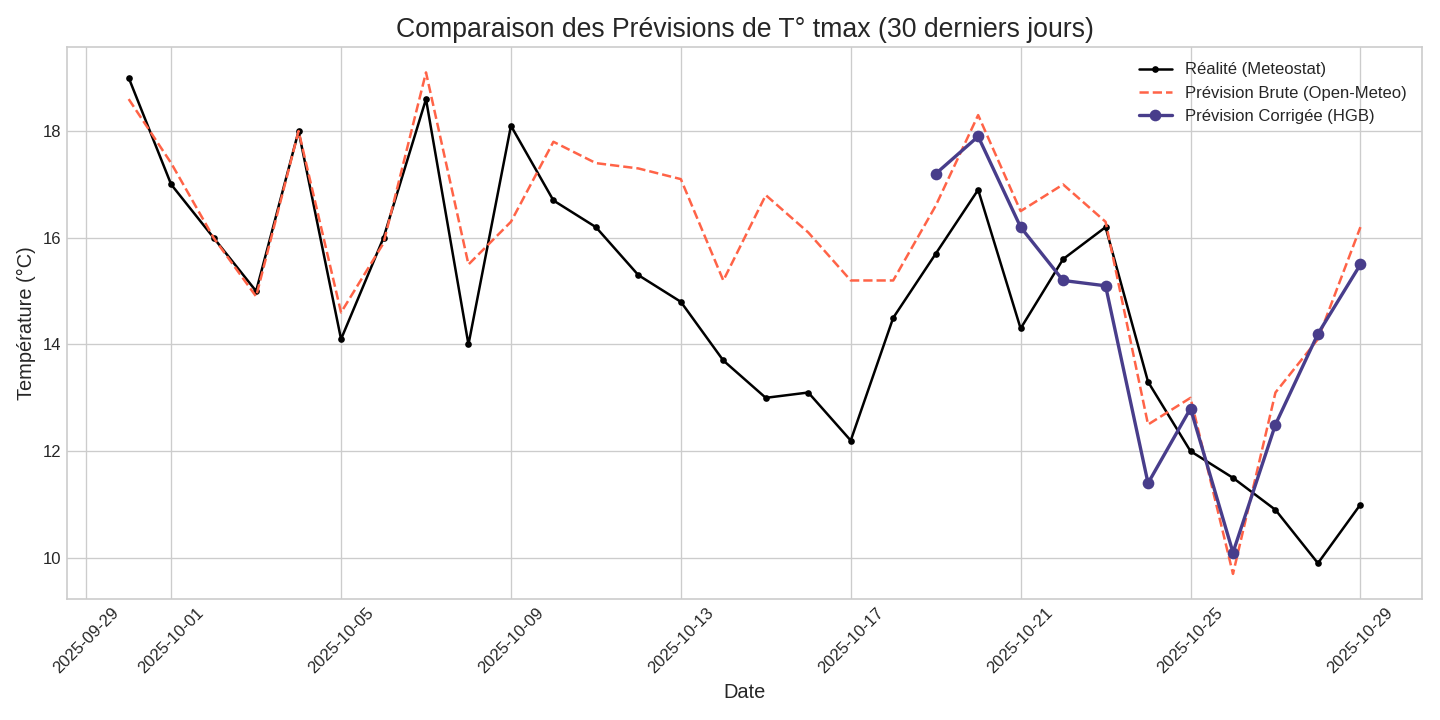 Comparaison des Prévisions de T° tmax (30 derniers jours)
Réalité (Meteostat)
Prévision Brute (Open-Meteo)
Prévision Corrigée (HGB)
Température (°C)
18
16
14
12
10
2025-09-29
2025-10-01
2025-10-05
2025-10-09
2025-10-13
2025-10-17
2025-10-21
2025-10-25
2025-10-29
Date